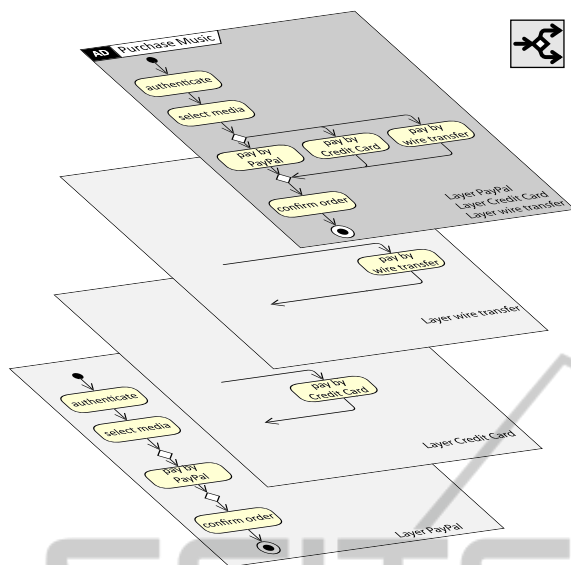 AD Purchase Music
authenticate
select media
pay by
PayPal
pay by
Credit Card
pay by
wire transfer
confirm order
Layer PayPal
Layer Credit Card
Layer wire transfer
pay by
wire transfer
Layer wire transfer
pay by
Credit Card
Layer Credit Card
authenticate
select media
pay by
PayPal
confirm order
Layer PayPal